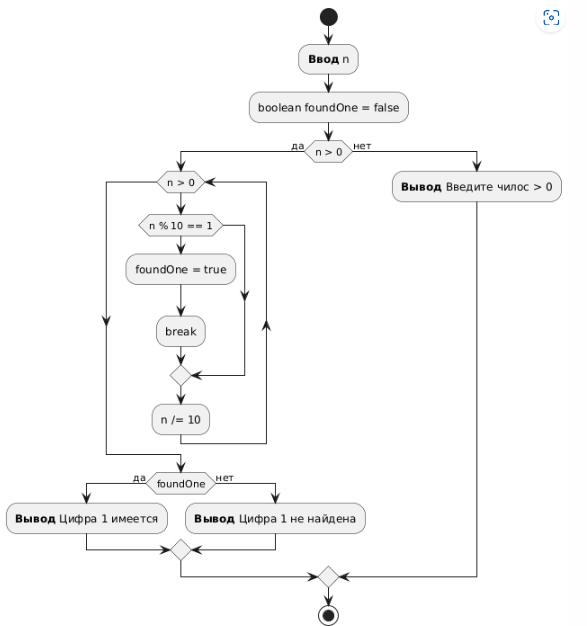 Ввод n
boolean foundOne = false
да
n > 0
нет
n > 0
Вывод Введите чилос > 0
n % 10 == 1
foundOne = true
break
n /= 10
да
foundOne
нет
Вывод Цифра 1 имеется
Вывод Цифра 1 не найдена